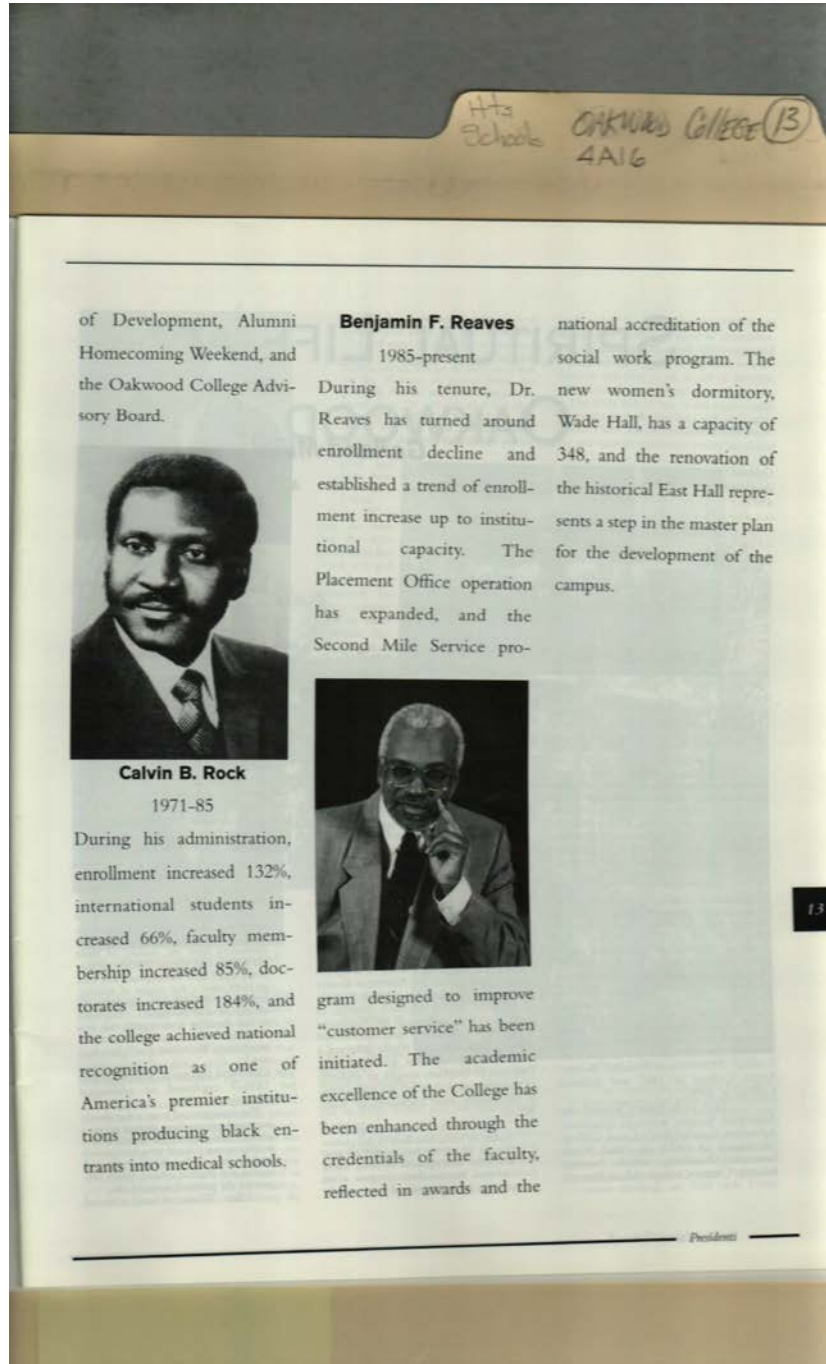 Hts
Schools
OAKWOOD COllEGE 13
4A16
of Development, Alumni
Homecoming Weekend, and
the Oakwood College Advi-
sory Board.
Calvin B. Rock
1971-85
During his administration,
enrollment increased 132%,
international students in-
creased 66%, faculty mem-
bership increased 85%, doc-
torates increased 184%, and
the college achieved national
recognition as one of
America's premier institu-
tions producing black en-
trants into medical schools.
Benjamin F. Reaves
1985-present
During his tenure, Dr.
Reaves has turned around
enrollment decline and
established a trend of enroll-
ment increase up to institu-
tional capacity. The
Placement Office operation
has expanded, and the
Second Mile Service pro-
gram designed to improve
“customer service” has been
initiated. The academic
excellence of the College has
been enhanced through the
credentials of the faculty,
reflected in awards and the
national accreditation of the
social work program. The
new women's dormitory,
Wade Hall, has a capacity of
348, and the renovation of
the historical East Hall repre-
sents a step in the master plan
for the development of the
campus.
13
Presidents